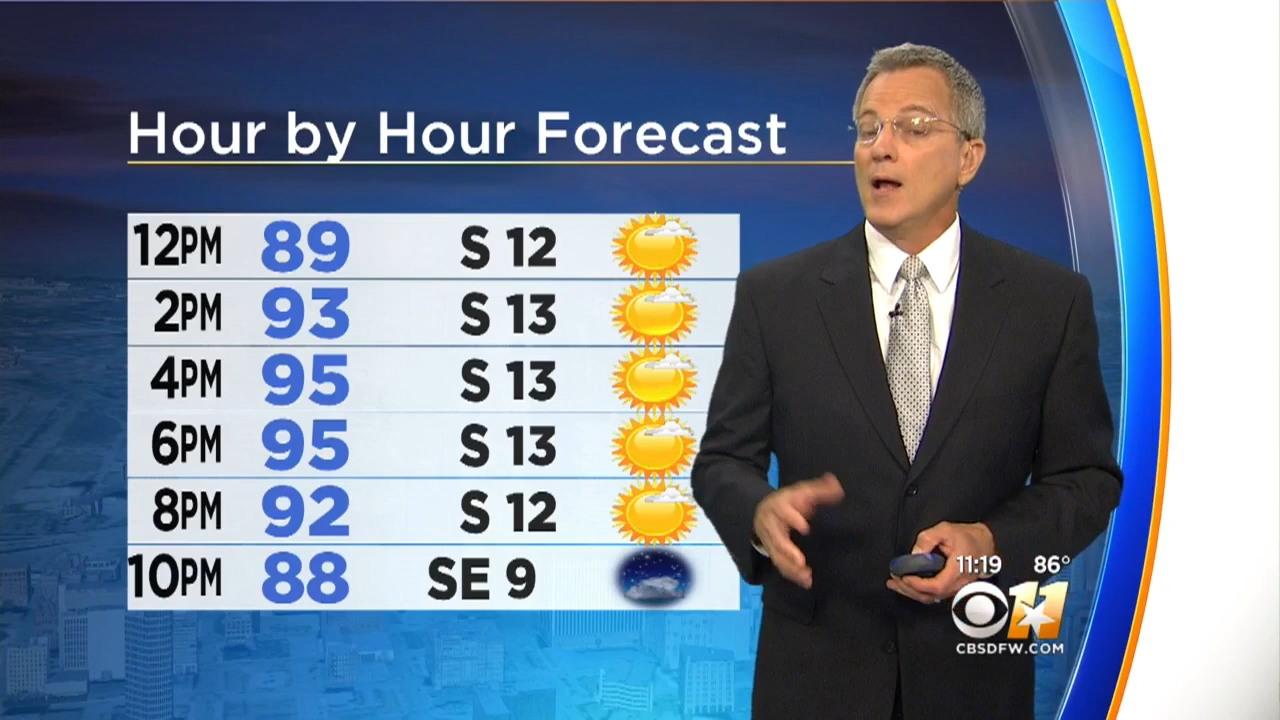 Hour by Hour Forecast
12PM 89 S 12
2PM 93 S 13
4PM 95 S 13
6PM 95 S 13
8PM 92 S 12
10PM 88 SE 9
11:19 86°
11
CBSDFW.COM